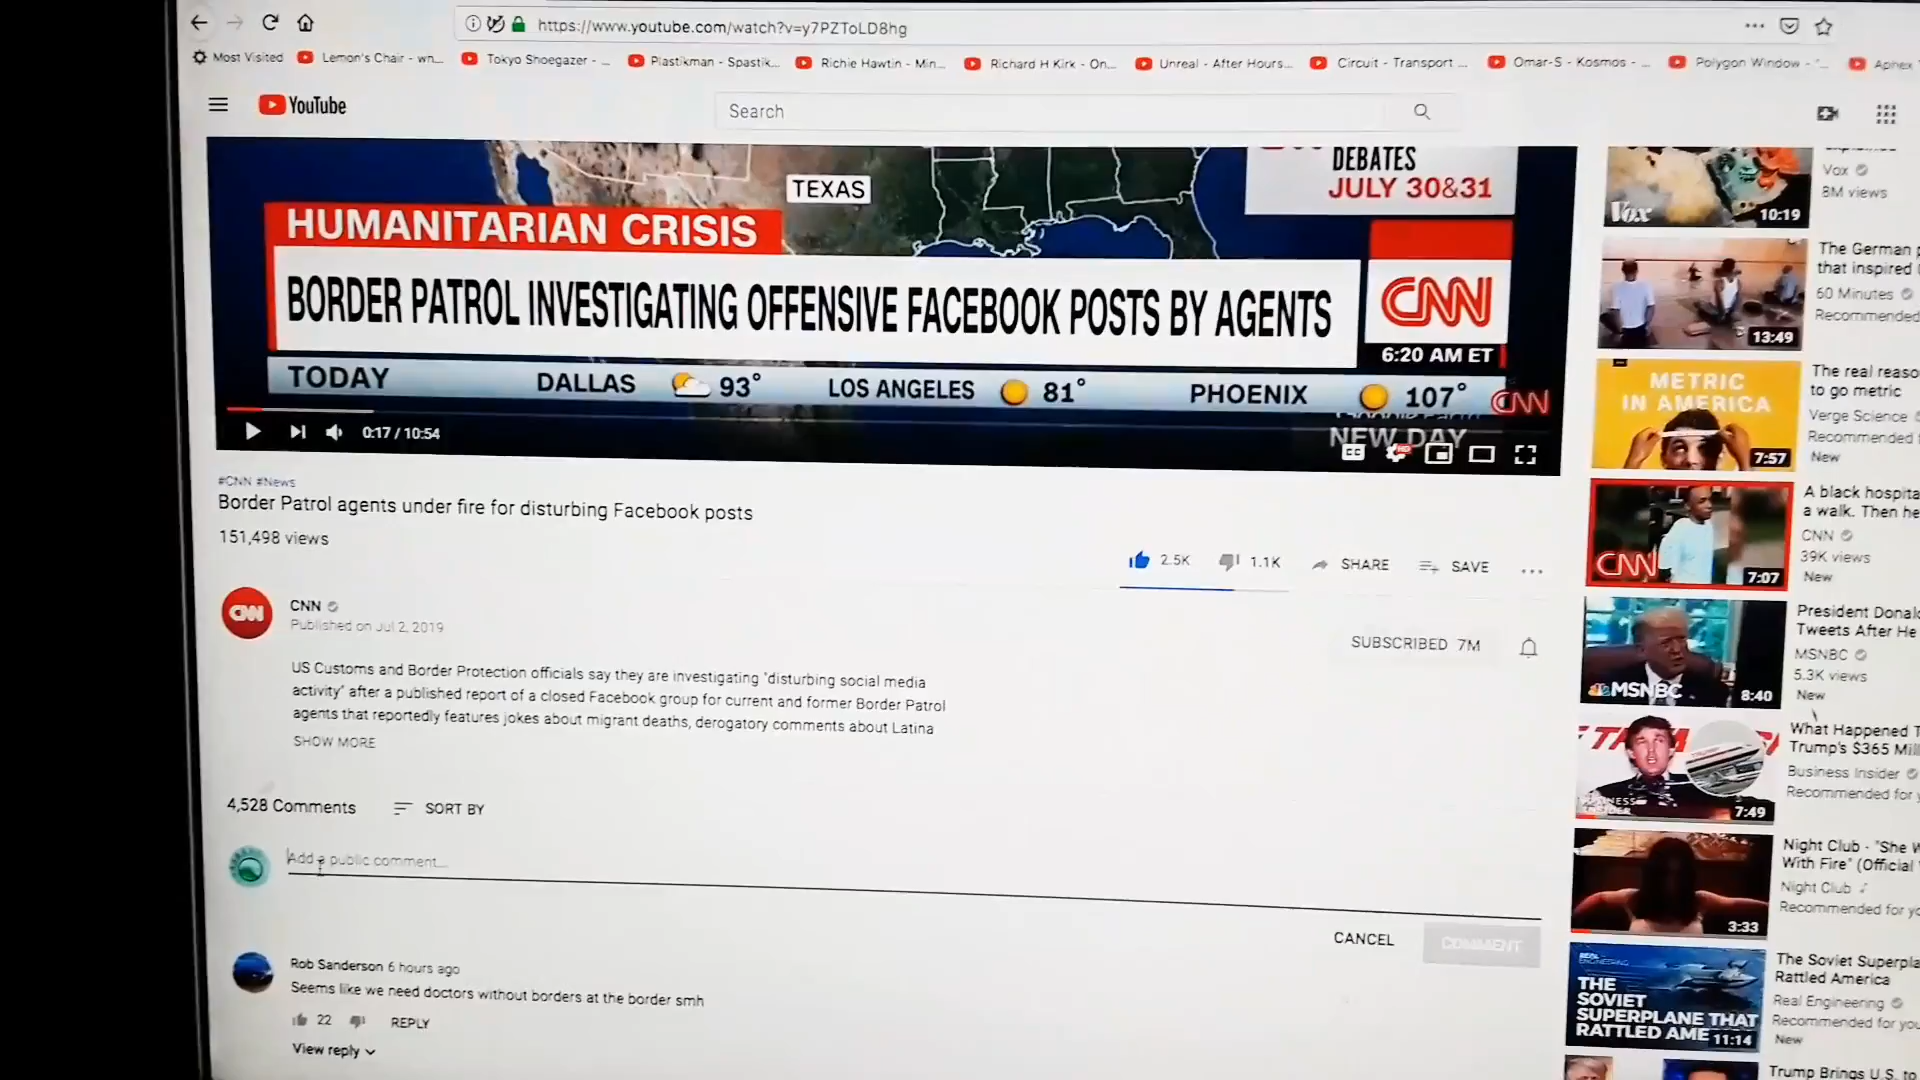 https://www.youtube.com/watch?v=y7PZToLD8hg
Most Visited
Lemon's Chair - wh...
Tokyo Shoegazer - ...
Plastikman - Spastik...
Richie Hawtin - Min...
Richard H Kirk - On...
Unreal - After Hours...
Circuit - Transport ...
Omar-S - Kosmos - ...
Polygon Window - "...
Aphex
YouTube
Search
TEXAS
DEBATES
JULY 30&31
HUMANITARIAN CRISIS
BORDER PATROL INVESTIGATING OFFENSIVE FACEBOOK POSTS BY AGENTS
CNN
6:20 AM ET
TODAY DALLAS 93° LOS ANGELES 81° PHOENIX 107°
CNN
NEW DAY
0:17 / 10:54
CC
HD
#CNN #News
Border Patrol agents under fire for disturbing Facebook posts
151,498 views
2.5K 1.1K SHARE SAVE ...
CNN
CNN
Published on Jul 2, 2019
SUBSCRIBED 7M
US Customs and Border Protection officials say they are investigating "disturbing social media
activity" after a published report of a closed Facebook group for current and former Border Patrol
agents that reportedly features jokes about migrant deaths, derogatory comments about Latina
SHOW MORE
4,528 Comments SORT BY
Add a public comment...
CANCEL COMMENT
Rob Sanderson 6 hours ago
Seems like we need doctors without borders at the border smh
22 REPLY
View reply
Vox
10:19
Vox
8M views
13:49
The German p
that inspired
60 Minutes
Recommended
METRIC
IN AMERICA
7:57
The real reaso
to go metric
Verge Science
Recommended f
New
CNN
7:07
A black hospita
a walk. Then he
CNN
39K views
New
MSNBC
8:40
President Donal
Tweets After He
MSNBC
5.3K views
New
7:49
What Happened T
Trump's $365 Mill
Business Insider
Recommended for y
3:33
Night Club - "She W
With Fire" (Official
Night Club
Recommended for yo
REAL
ENGINEERING
THE
SOVIET
SUPERPLANE THAT
RATTLED AME
11:14
The Soviet Superpla
Rattled America
Real Engineering
Recommended for you
New
Trump Brings U.S. to